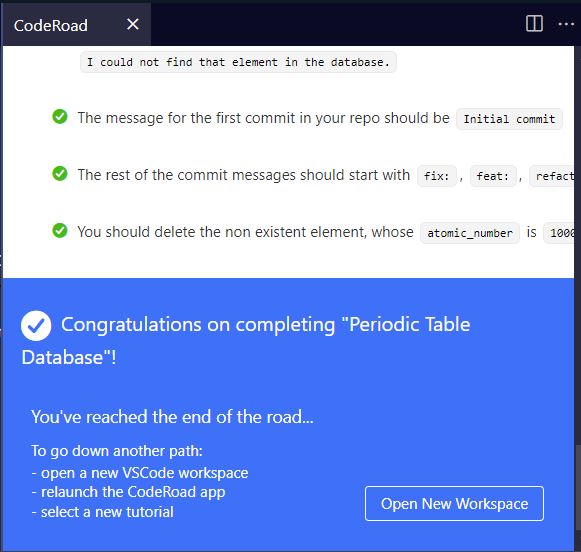 CodeRoad
I could not find that element in the database.
The message for the first commit in your repo should be Initial commit
The rest of the commit messages should start with fix: , feat: , refact
You should delete the non existent element, whose atomic_number is 1000
Congratulations on completing "Periodic Table
Database"!
You've reached the end of the road...
To go down another path:
- open a new VSCode workspace
- relaunch the CodeRoad app
- select a new tutorial
Open New Workspace